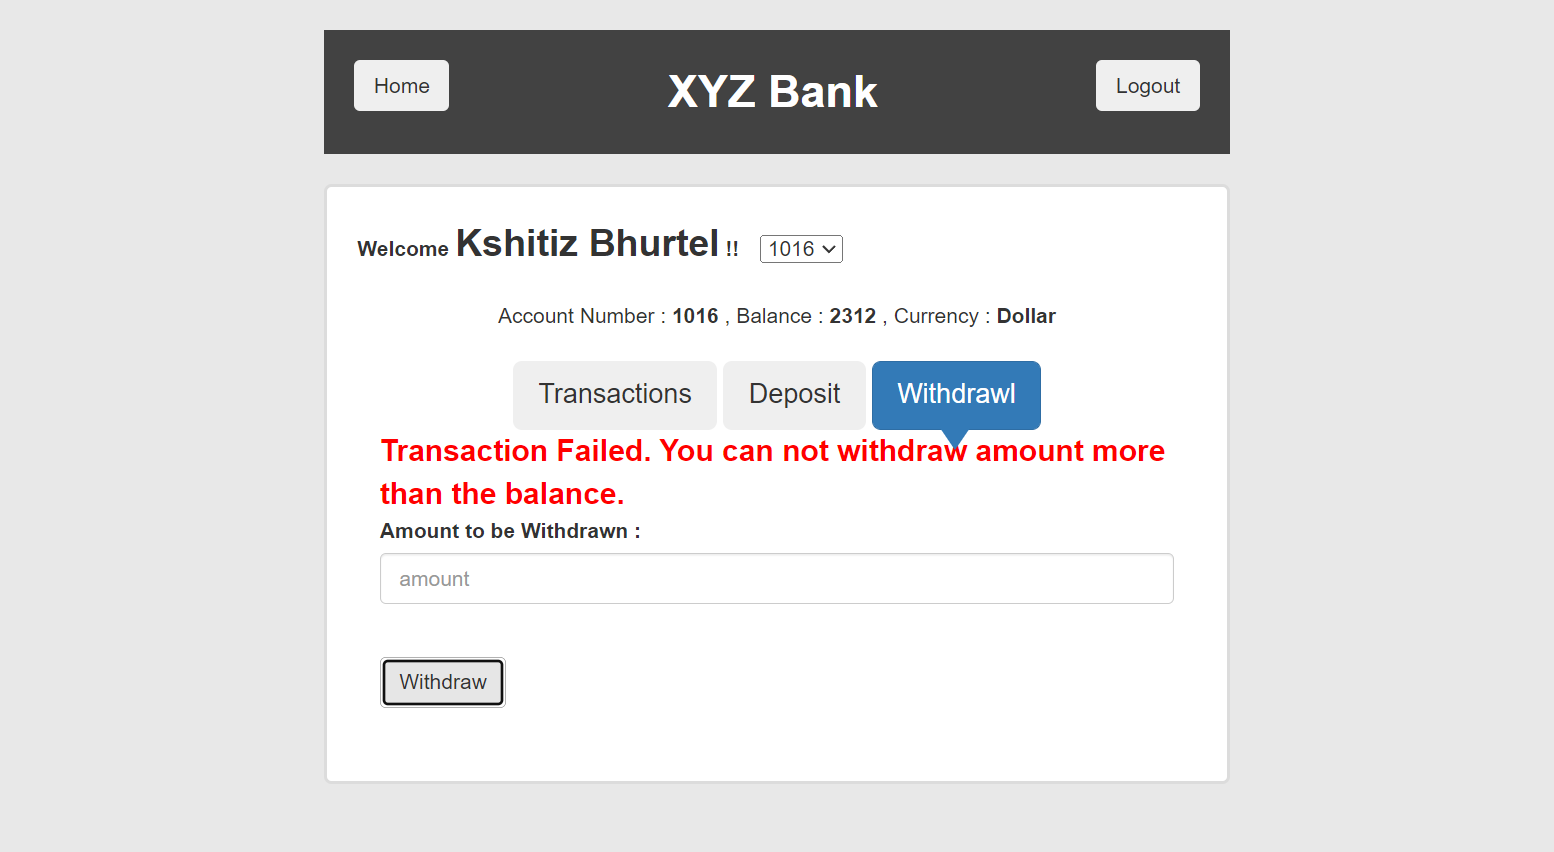 Home XYZ Bank Logout
Welcome Kshitiz Bhurtel !! 1016
Account Number : 1016 , Balance : 2312 , Currency : Dollar
Transactions Deposit Withdrawl
Transaction Failed. You can not withdraw amount more
than the balance.
Amount to be Withdrawn :
amount
Withdraw